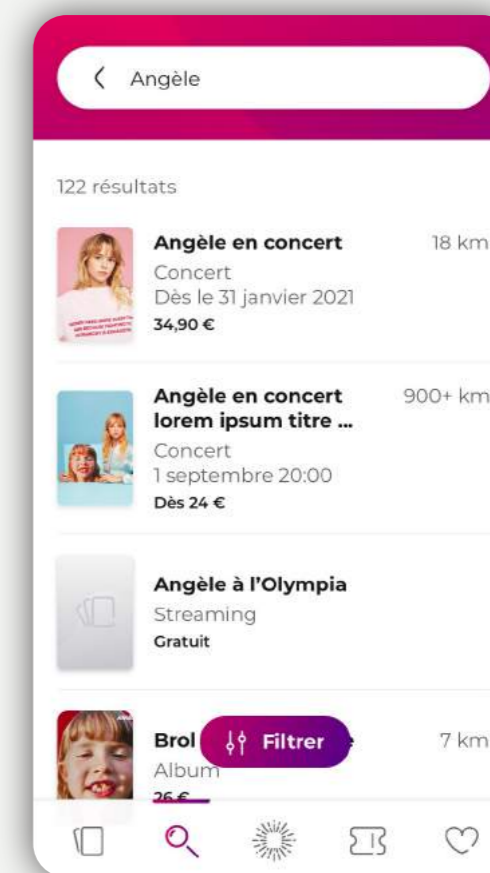 Angèle
122 résultats
Angèle en concert
18 km
Concert
Dès le 31 janvier 2021
34,90 €
Angèle en concert
900+ km
lorem ipsum titre ...
Concert
1 septembre 20:00
Dès 24 €
Angèle à l’Olympia
Streaming
Gratuit
Brol
Filtrer
7 km
Album
26 €